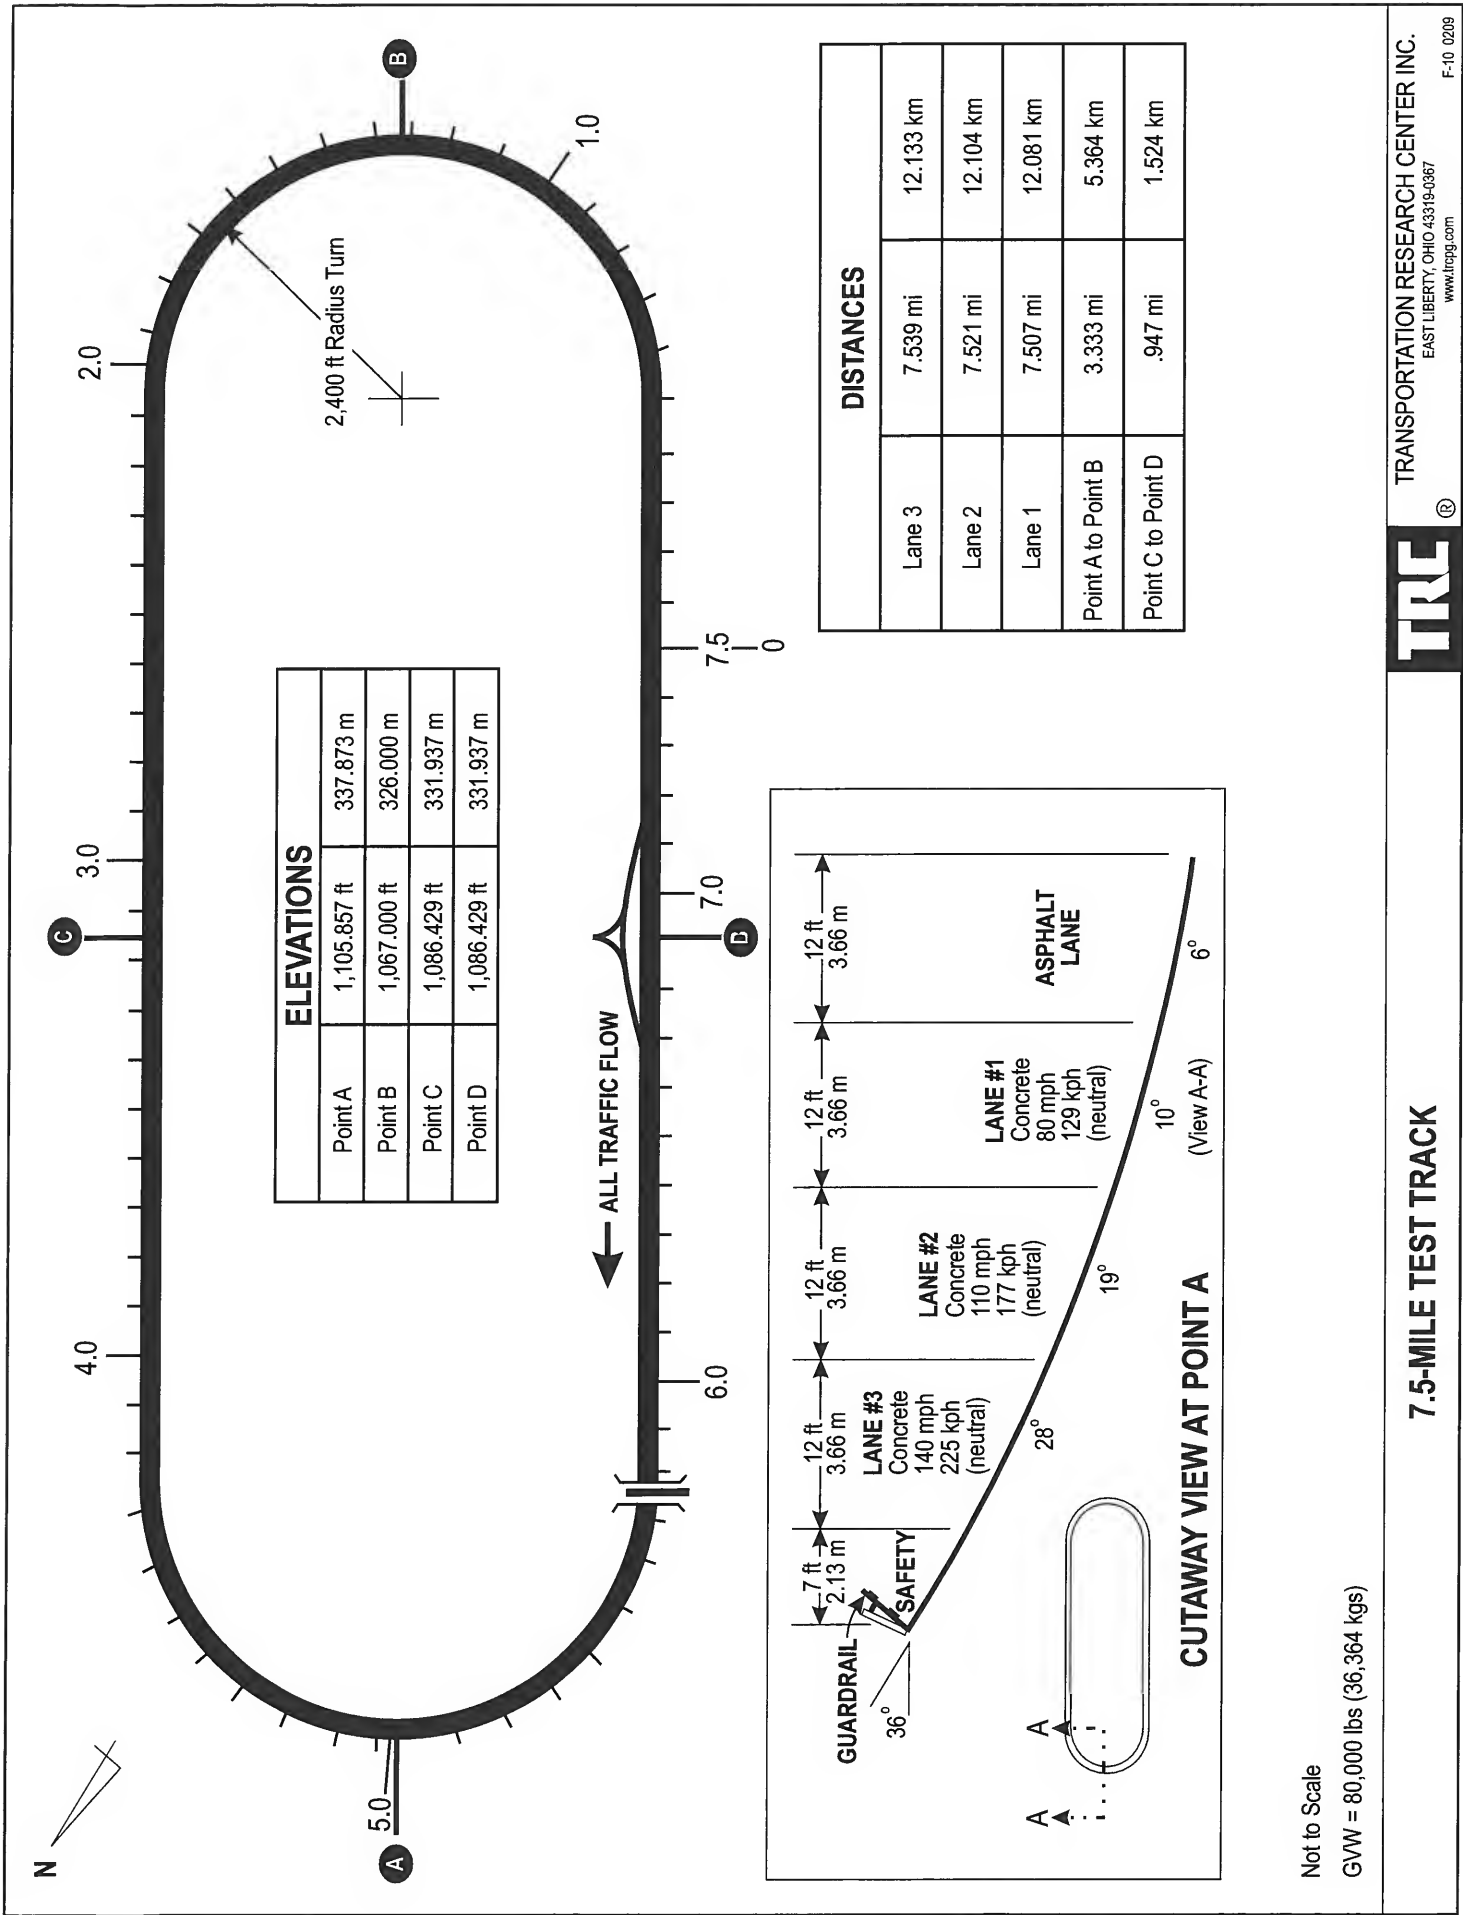 N
C
4.0
3.0
2.0
ELEVATIONS
Point A 1,105.857 ft 337.873 m
Point B 1,067.000 ft 326.000 m
Point C 1,086.429 ft 331.937 m
Point D 1,086.429 ft 331.937 m
2,400 ft Radius Turn
A
5.0
B
1.0
ALL TRAFFIC FLOW
6.0
7.0
7.5
0
D
7 ft
2.13 m
12 ft
3.66 m
12 ft
3.66 m
12 ft
3.66 m
12 ft
3.66 m
GUARDRAIL
SAFETY
36°
LANE #3
Concrete
140 mph
225 kph
(neutral)
LANE #2
Concrete
110 mph
177 kph
(neutral)
LANE #1
Concrete
80 mph
129 kph
(neutral)
ASPHALT
LANE
28°
19°
10°
6°
(View A-A)
A
A
CUTAWAY VIEW AT POINT A
DISTANCES
Lane 3 7.539 mi 12.133 km
Lane 2 7.521 mi 12.104 km
Lane 1 7.507 mi 12.081 km
Point A to Point B 3.333 mi 5.364 km
Point C to Point D .947 mi 1.524 km
Not to Scale
GVW = 80,000 lbs (36,364 kgs)
7.5-MILE TEST TRACK
TRC ®
TRANSPORTATION RESEARCH CENTER INC.
EAST LIBERTY, OHIO 43319-0367
www.trcpg.com
F-10 0209